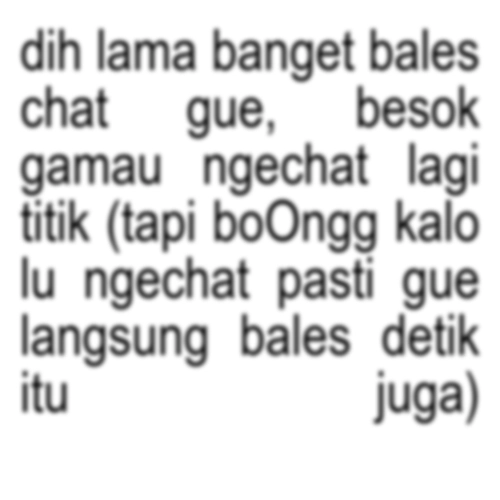 dih lama banget bales
chat gue, besok
gamau ngechat lagi
titik (tapi boOngg kalo
lu ngechat pasti gue
langsung bales detik
itu juga)